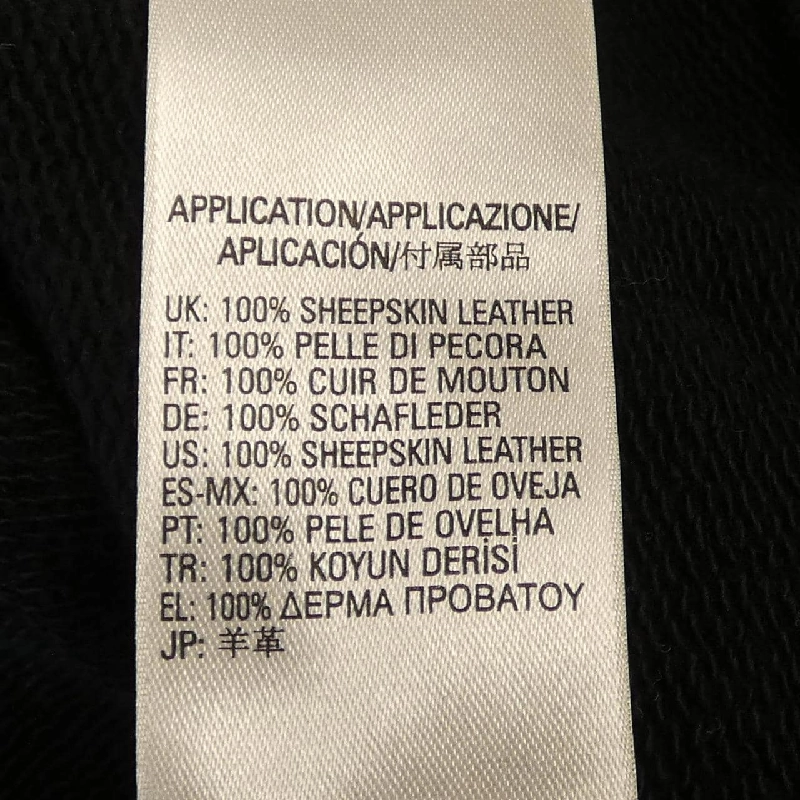 APPLICATION/APPLICAZIONE/
APLICACIÓN/付属部品
UK: 100% SHEEPSKIN LEATHER
IT: 100% PELLE DI PECORA
FR: 100% CUIR DE MOUTON
DE: 100% SCHAFLEDER
US: 100% SHEEPSKIN LEATHER
ES-MX: 100% CUERO DE OVEJA
PT: 100% PELE DE OVELHA
TR: 100% KOYUN DERİSİ
EL: 100% ΔΕΡΜΑ ΠΡΟΒΑΤΟΥ
JP: 羊革